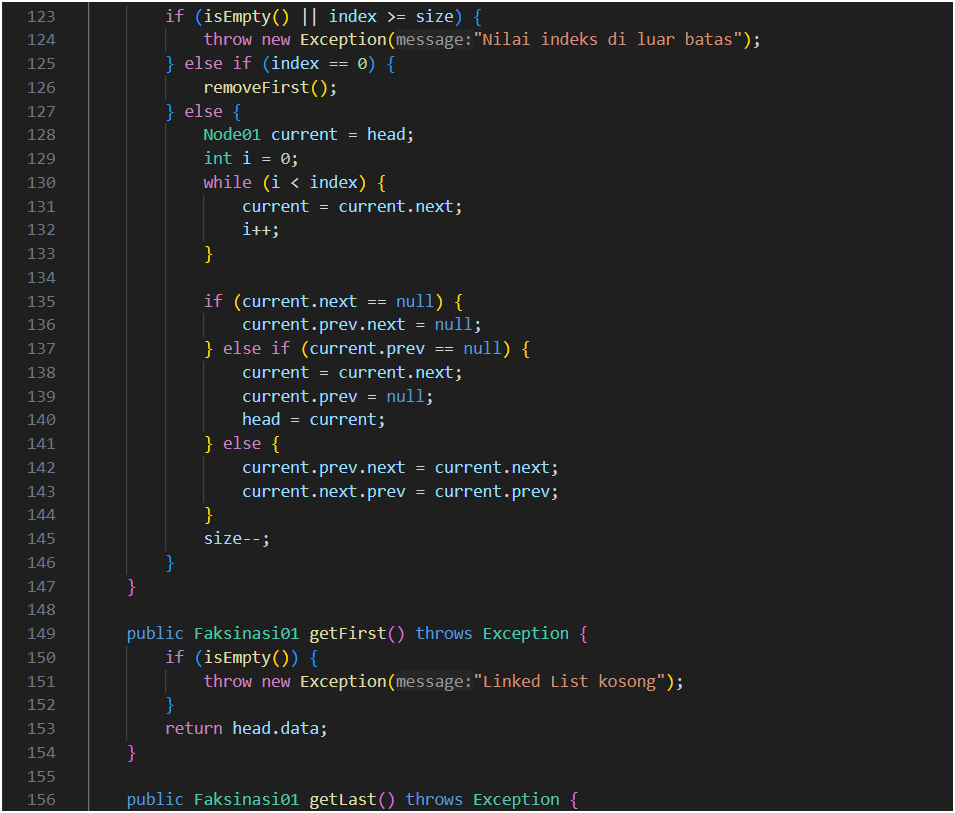 123 if (isEmpty() || index >= size) {
124 throw new Exception(message:"Nilai indeks di luar batas");
125 } else if (index == 0) {
126 removeFirst();
127 } else {
128 Node01 current = head;
129 int i = 0;
130 while (i < index) {
131 current = current.next;
132 i++;
133 }
134
135 if (current.next == null) {
136 current.prev.next = null;
137 } else if (current.prev == null) {
138 current = current.next;
139 current.prev = null;
140 head = current;
141 } else {
142 current.prev.next = current.next;
143 current.next.prev = current.prev;
144 }
145 size--;
146 }
147 }
148
149 public Faksinasi01 getFirst() throws Exception {
150 if (isEmpty()) {
151 throw new Exception(message:"Linked List kosong");
152 }
153 return head.data;
154 }
155
156 public Faksinasi01 getLast() throws Exception {